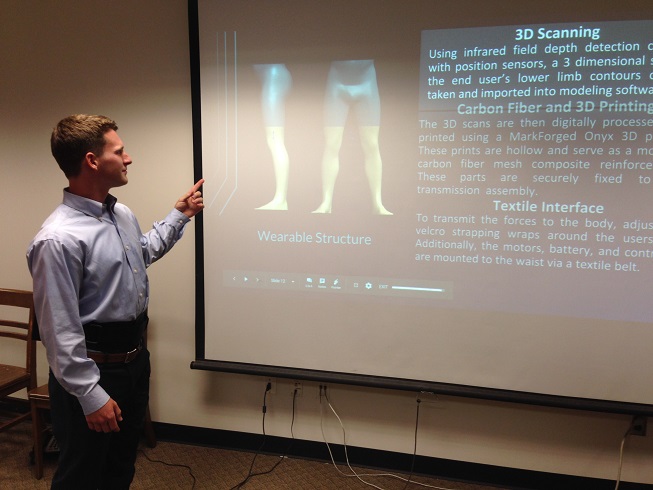 3D Scanning
Using infrared field depth detection
with position sensors, a 3 dimensional
the end user's lower limb contours
taken and imported into modeling softwa
Carbon Fiber and 3D Printing
The 3D scans are then digitally processe
printed using a MarkForged Onyx 3D p
These prints are hollow and serve as a mo
carbon fiber mesh composite reinforce
These parts are securely fixed to
transmission assembly.
Textile Interface
To transmit the forces to the body, adjus
velcro strapping wraps around the users
Additionally, the motors, battery, and cont
are mounted to the waist via a textile belt.
Wearable Structure